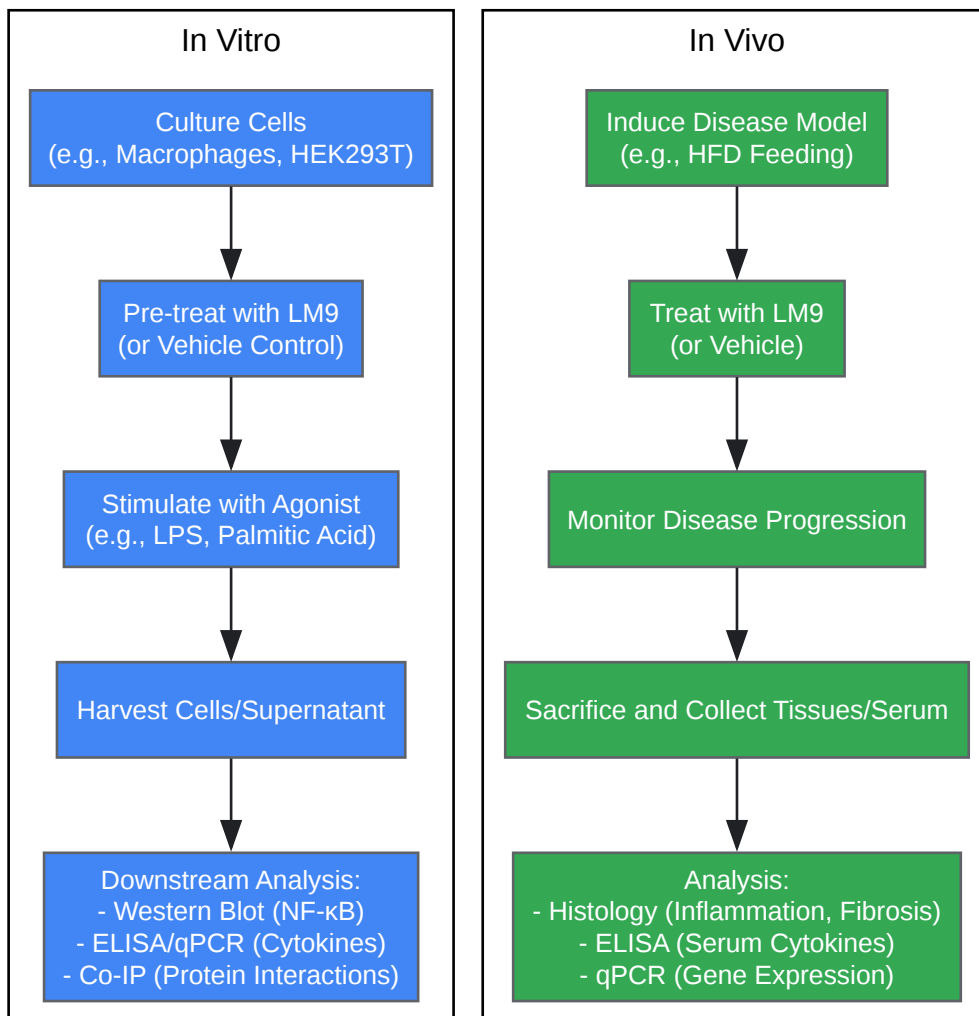 In Vitro
Culture Cells
(e.g., Macrophages, HEK293T)
Pre-treat with LM9
(or Vehicle Control)
Stimulate with Agonist
(e.g., LPS, Palmitic Acid)
Harvest Cells/Supernatant
Downstream Analysis:
- Western Blot (NF-κB)
- ELISA/qPCR (Cytokines)
- Co-IP (Protein Interactions)
In Vivo
Induce Disease Model
(e.g., HFD Feeding)
Treat with LM9
(or Vehicle)
Monitor Disease Progression
Sacrifice and Collect Tissues/Serum
Analysis:
- Histology (Inflammation, Fibrosis)
- ELISA (Serum Cytokines)
- qPCR (Gene Expression)